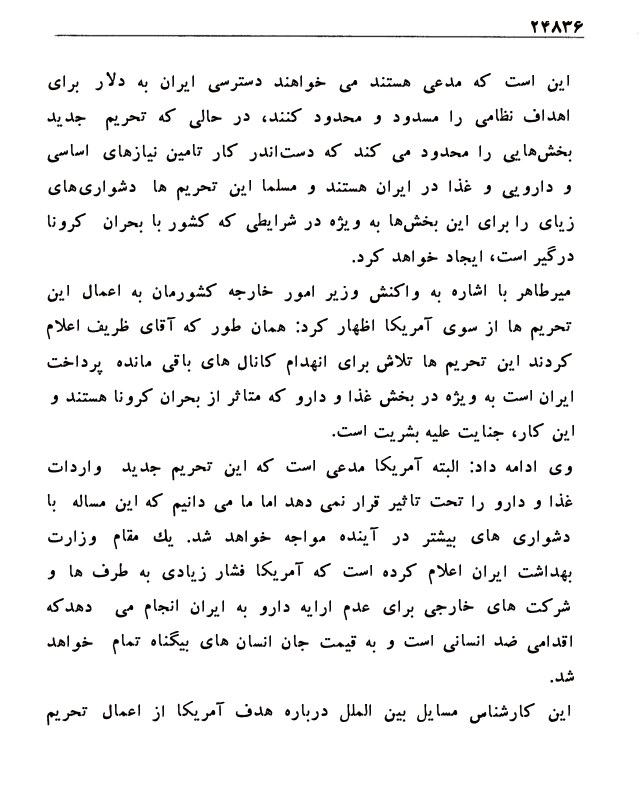 ۲۴۸۳۶
این است که مدعی هستند می خواهند دسترسی ایران به دلار برای
اهداف نظامی را مسدود و محدود کنند، در حالی که تحریم جدید
بخش‌هایی را محدود می کند که دست‌اندر کار تامین نیازهای اساسی
و دارویی و غذا در ایران هستند و مسلما این تحریم ها دشواری‌های
زیای را برای این بخش‌ها به ویژه در شرایطی که کشور با بحران کرونا
درگیر است، ایجاد خواهد کرد.
میرطاهر با اشاره به واکنش وزیر امور خارجه کشورمان به اعمال این
تحریم ها از سوی آمریکا اظهار کرد: همان طور که آقای ظریف اعلام
کردند این تحریم ها تلاش برای انهدام کانال های باقی مانده پرداخت
ایران است به ویژه در بخش غذا و دارو که متاثر از بحران کرونا هستند و
این کار، جنایت علیه بشریت است.
وی ادامه داد: البته آمریکا مدعی است که این تحریم جدید واردات
غذا و دارو را تحت تاثیر قرار نمی دهد اما ما می دانیم که این مساله با
دشواری های بیشتر در آینده مواجه خواهد شد. یك مقام وزارت
بهداشت ایران اعلام کرده است که آمریکا فشار زیادی به طرف ها و
شرکت های خارجی برای عدم ارایه دارو به ایران انجام می دهدکه
اقدامی ضد انسانی است و به قیمت جان انسان های بیگناه تمام خواهد
شد.
این کارشناس مسایل بین الملل درباره هدف آمریکا از اعمال تحریم